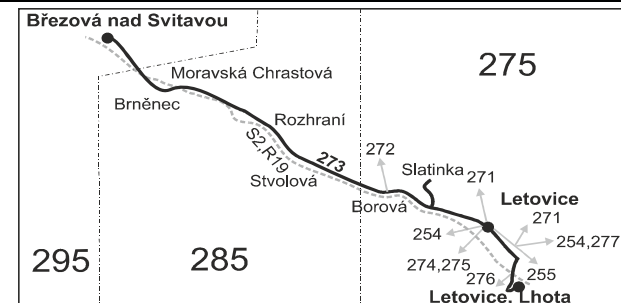 Březová nad Svitavou
Moravská Chrastová
275
Brněnec
Rozhraní
S2,R19
273
272
Stvolová
Slatinka
271
Borová
Letovice
271
254
254,277
295
285
274,275
276
255
Letovice, Lhota